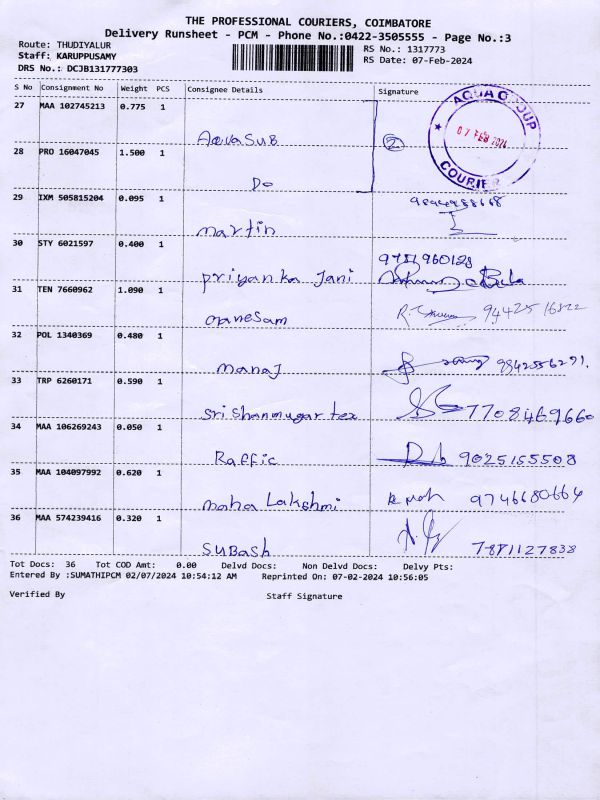 THE PROFESSIONAL COURIERS, COIMBATORE
Delivery Runsheet - PCM - Phone No.:0422-3505555 - Page No.:3
Route: THUDIYALUR
Staff: KARUPPUSAMY
DRS No.: DCJB131777303
RS No.: 1317773
RS Date: 07-Feb-2024
S No Consignment No Weight PCS Consignee Details Signature
27 MAA 102745213 0.775 1
AQUA GROUP
07 FEB 2024
COURIER
AQUA SUB
2
28 PRO 16047045 1.500 1
Do
29 IXM 505815204 0.095 1
martin
30 STY 6021597 0.400 1
priyanka Jani 9751960128
31 TEN 7660962 1.090 1
Ganesam
32 POL 1340369 0.480 1
manaj 9842556291.
33 TRP 6260171 0.590 1
Sri Shanmugar tex 7708469660
34 MAA 106269243 0.050 1
Raffic 9025155508
35 MAA 104097992 0.620 1
maha Lakshmi 9746680664
36 MAA 574239416 0.320 1
SUBASh 7871127838
Tot Docs: 36 Tot COD Amt: 0.00 Delvd Docs: Non Delvd Docs: Delvy Pts:
Entered By :SUMATHIPCM 02/07/2024 10:54:12 AM Reprinted On: 07-02-2024 10:56:05
Verified By Staff Signature